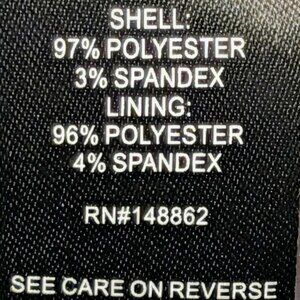 SHELL:
97% POLYESTER
3% SPANDEX
LINING:
96% POLYESTER
4% SPANDEX
RN#148862
SEE CARE ON REVERSE